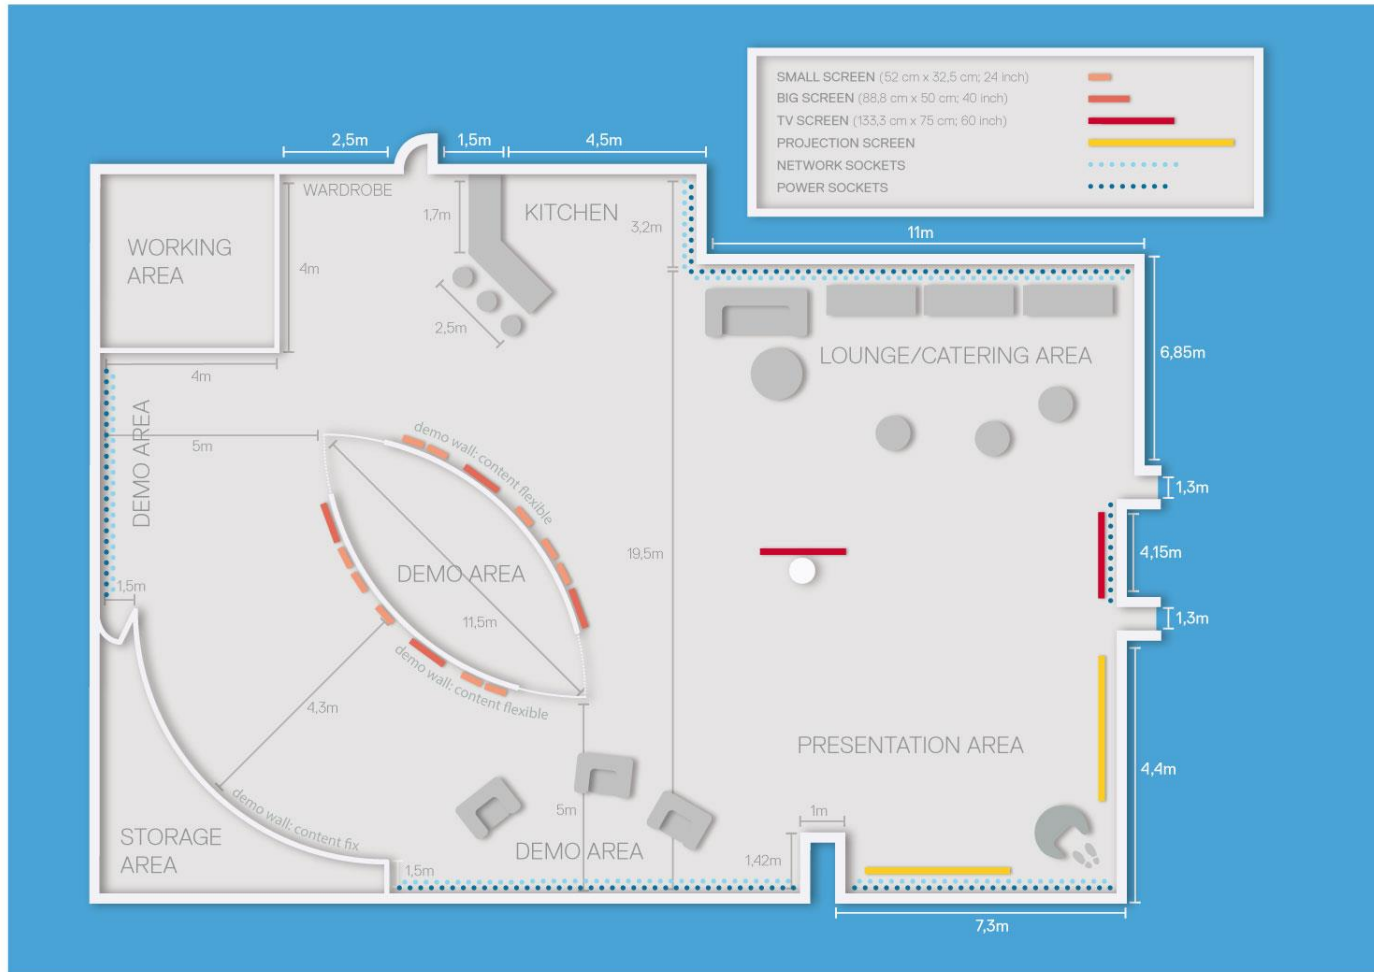 SMALL SCREEN (52 cm x 32,5 cm; 24 inch)
BIG SCREEN (88,8 cm x 50 cm; 40 inch)
TV SCREEN (133,3 cm x 75 cm; 60 inch)
PROJECTION SCREEN
NETWORK SOCKETS
POWER SOCKETS
2,5m
1,5m
4,5m
WARDROBE
1,7m
KITCHEN
3,2m
11m
WORKING
AREA
4m
2,5m
LOUNGE/CATERING AREA
6,85m
4m
DEMO AREA
5m
demo wall: content flexible
1,3m
19,5m
4,15m
DEMO AREA
1,5m
11,5m
1,3m
demo wall: content flexible
4,3m
PRESENTATION AREA
4,4m
demo wall: content fix
5m
1m
STORAGE
AREA
DEMO AREA
1,42m
1,5m
7,3m